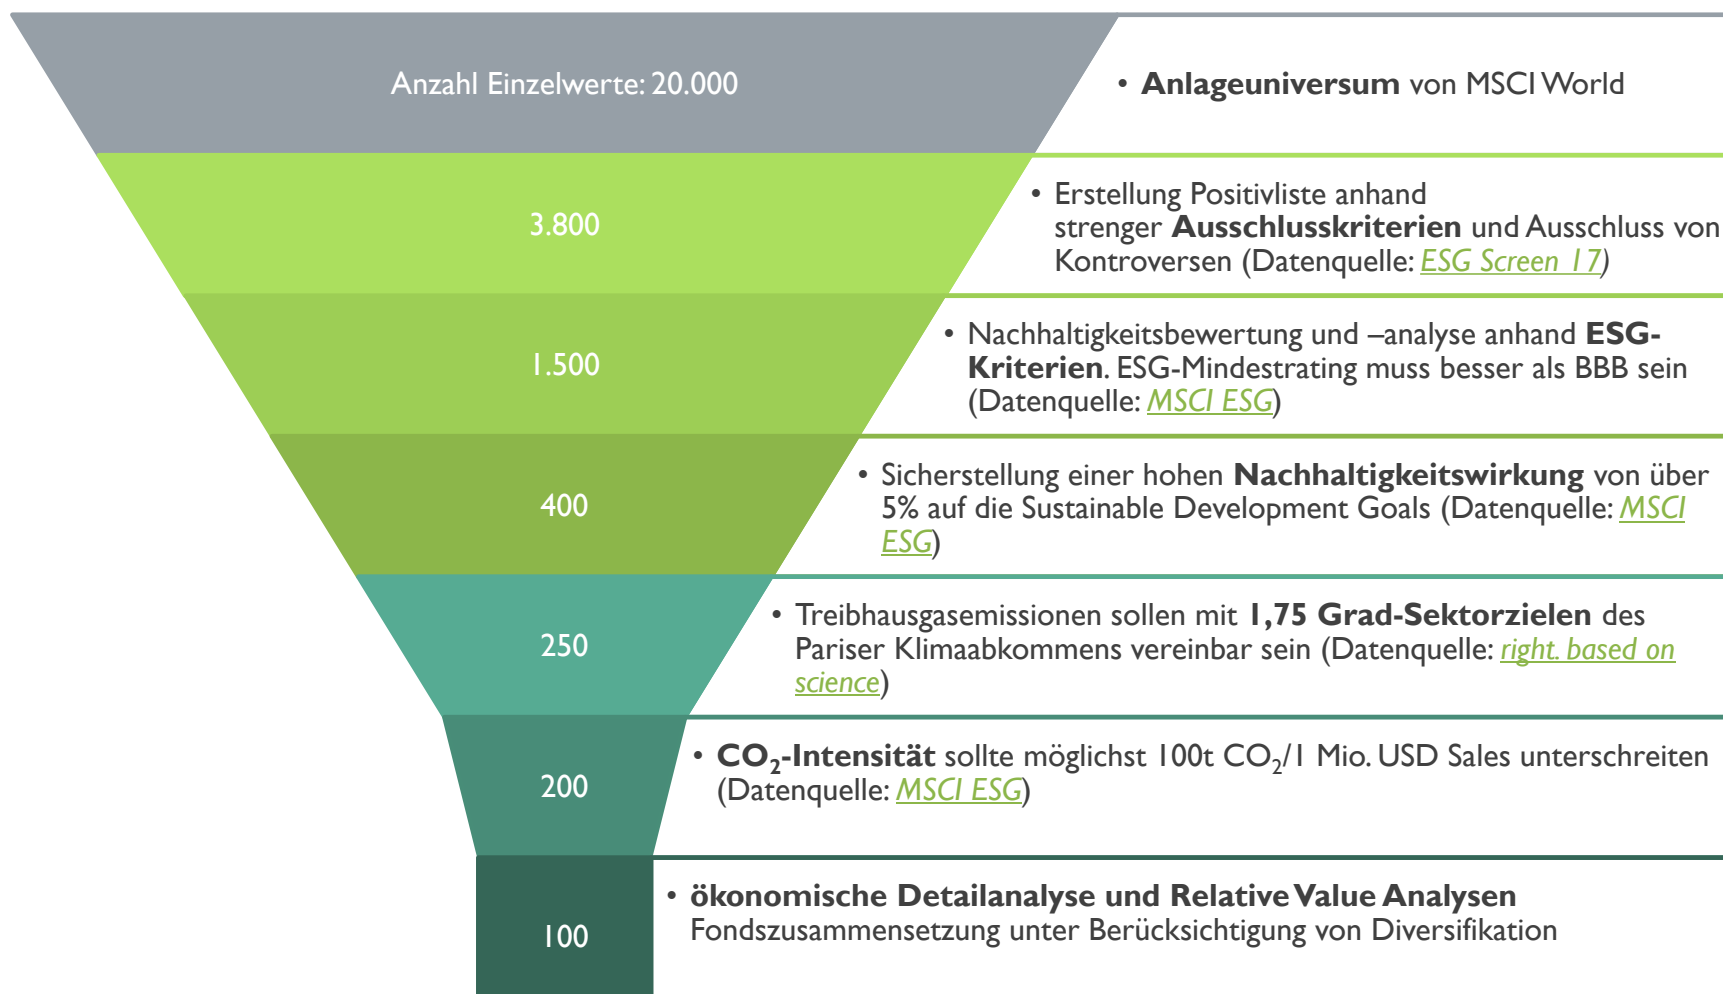 Anzahl Einzelwerte: 20.000
• Anlageuniversum von MSCI World
3.800
• Erstellung Positivliste anhand
strenger Ausschlusskriterien und Ausschluss von
Kontroversen (Datenquelle: ESG Screen 17)
1.500
• Nachhaltigkeitsbewertung und –analyse anhand ESG-
Kriterien. ESG-Mindestrating muss besser als BBB sein
(Datenquelle: MSCI ESG)
400
• Sicherstellung einer hohen Nachhaltigkeitswirkung von über
5% auf die Sustainable Development Goals (Datenquelle: MSCI
ESG)
250
• Treibhausgasemissionen sollen mit 1,75 Grad-Sektorzielen des
Pariser Klimaabkommens vereinbar sein (Datenquelle: right. based on
science)
200
• CO₂-Intensität sollte möglichst 100t CO₂/1 Mio. USD Sales unterschreiten
(Datenquelle: MSCI ESG)
100
• ökonomische Detailanalyse und Relative Value Analysen
Fondszusammensetzung unter Berücksichtigung von Diversifikation